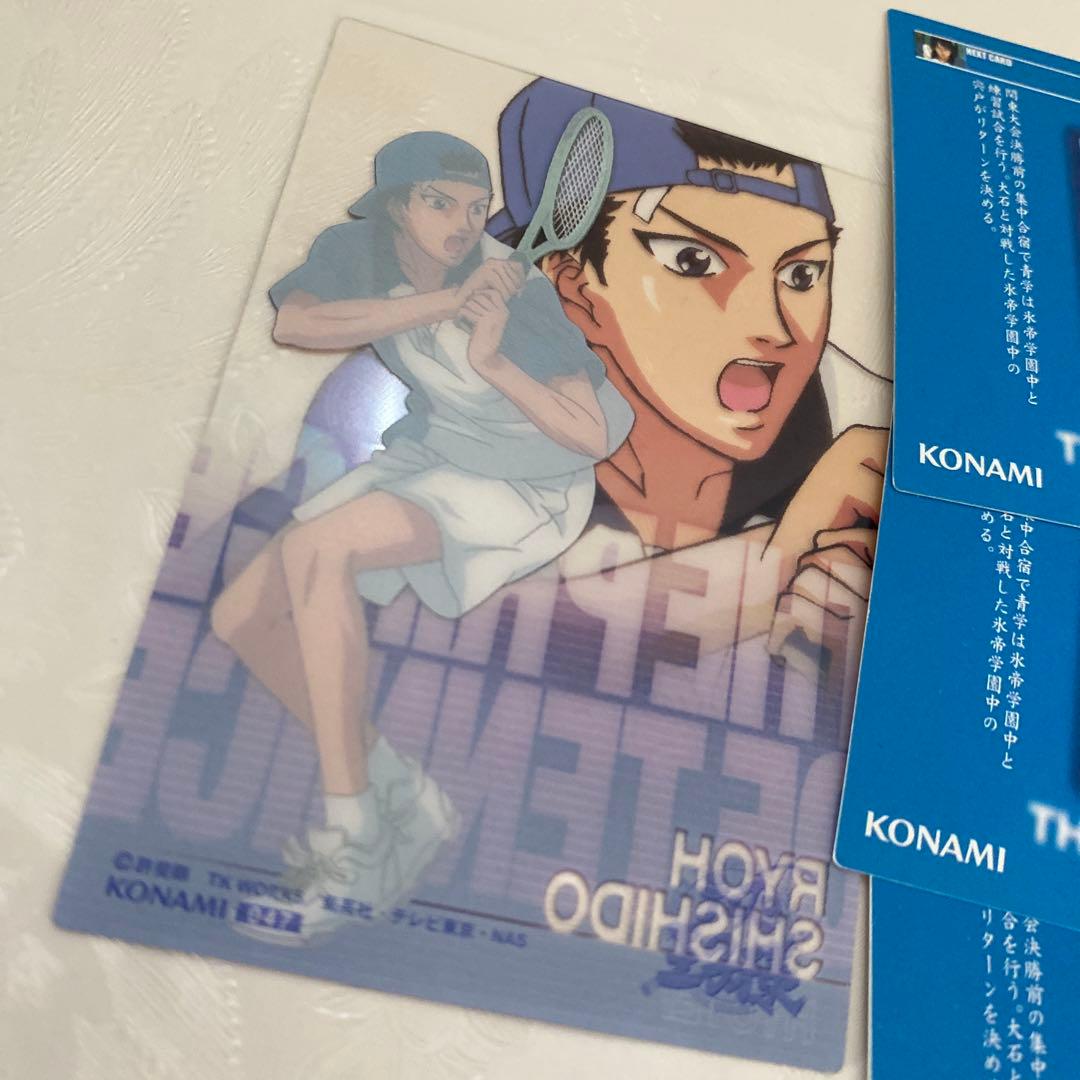 THE PRINCE
OF TENNIS
RYOH
SHISHIDO
©許斐剛 TK WORKS/集英社・テレビ東京・NAS
KONAMI
NEXT CARD
関東大会決勝前の集中合宿で青学は氷帝学園中と
練習試合を行う。大石と対戦した氷帝学園中の
宍戸がリターンを決める。
KONAMI
T
中合宿で青学は氷帝学園中と
石と対戦した氷帝学園中の
める。
KONAMI
TH
会決勝前の集中
合を行う。大石と
リターンを決め